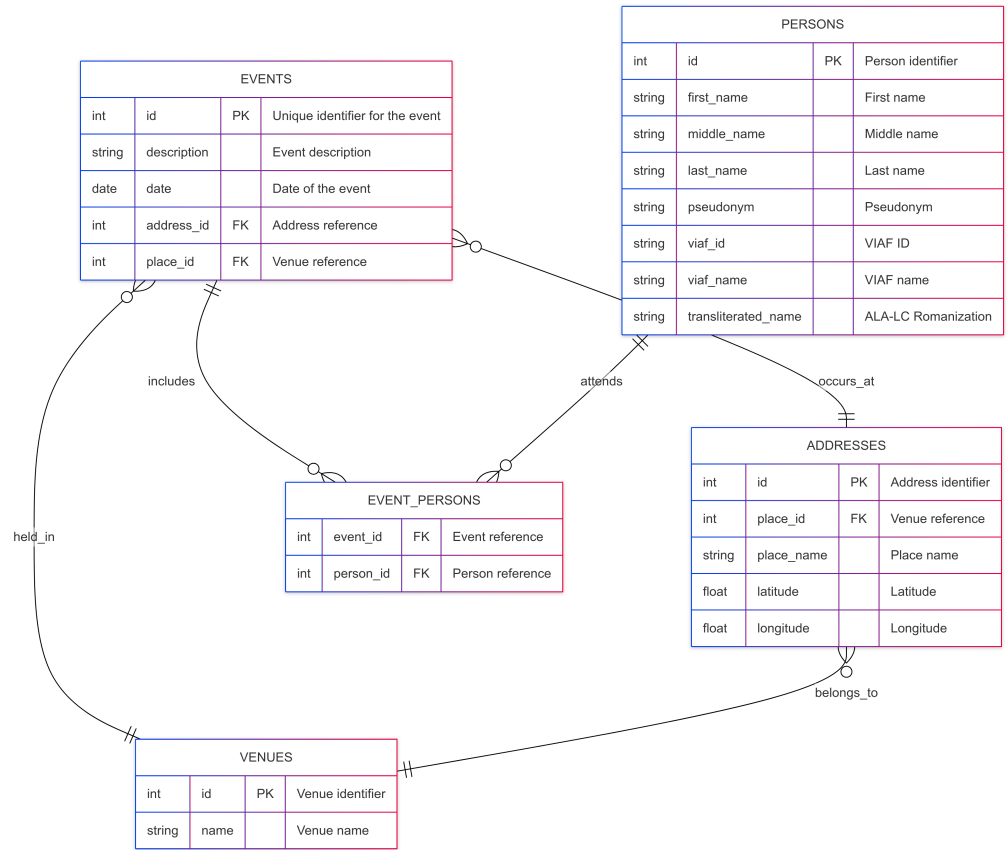 PERSONS
int id PK Person identifier
string first_name First name
string middle_name Middle name
string last_name Last name
string pseudonym Pseudonym
string viaf_id VIAF ID
string viaf_name VIAF name
string transliterated_name ALA-LC Romanization
EVENTS
int id PK Unique identifier for the event
string description Event description
date date Date of the event
int address_id FK Address reference
int place_id FK Venue reference
includes
attends
occurs_at
held_in
EVENT_PERSONS
int event_id FK Event reference
int person_id FK Person reference
ADDRESSES
int id PK Address identifier
int place_id FK Venue reference
string place_name Place name
float latitude Latitude
float longitude Longitude
belongs_to
VENUES
int id PK Venue identifier
string name Venue name